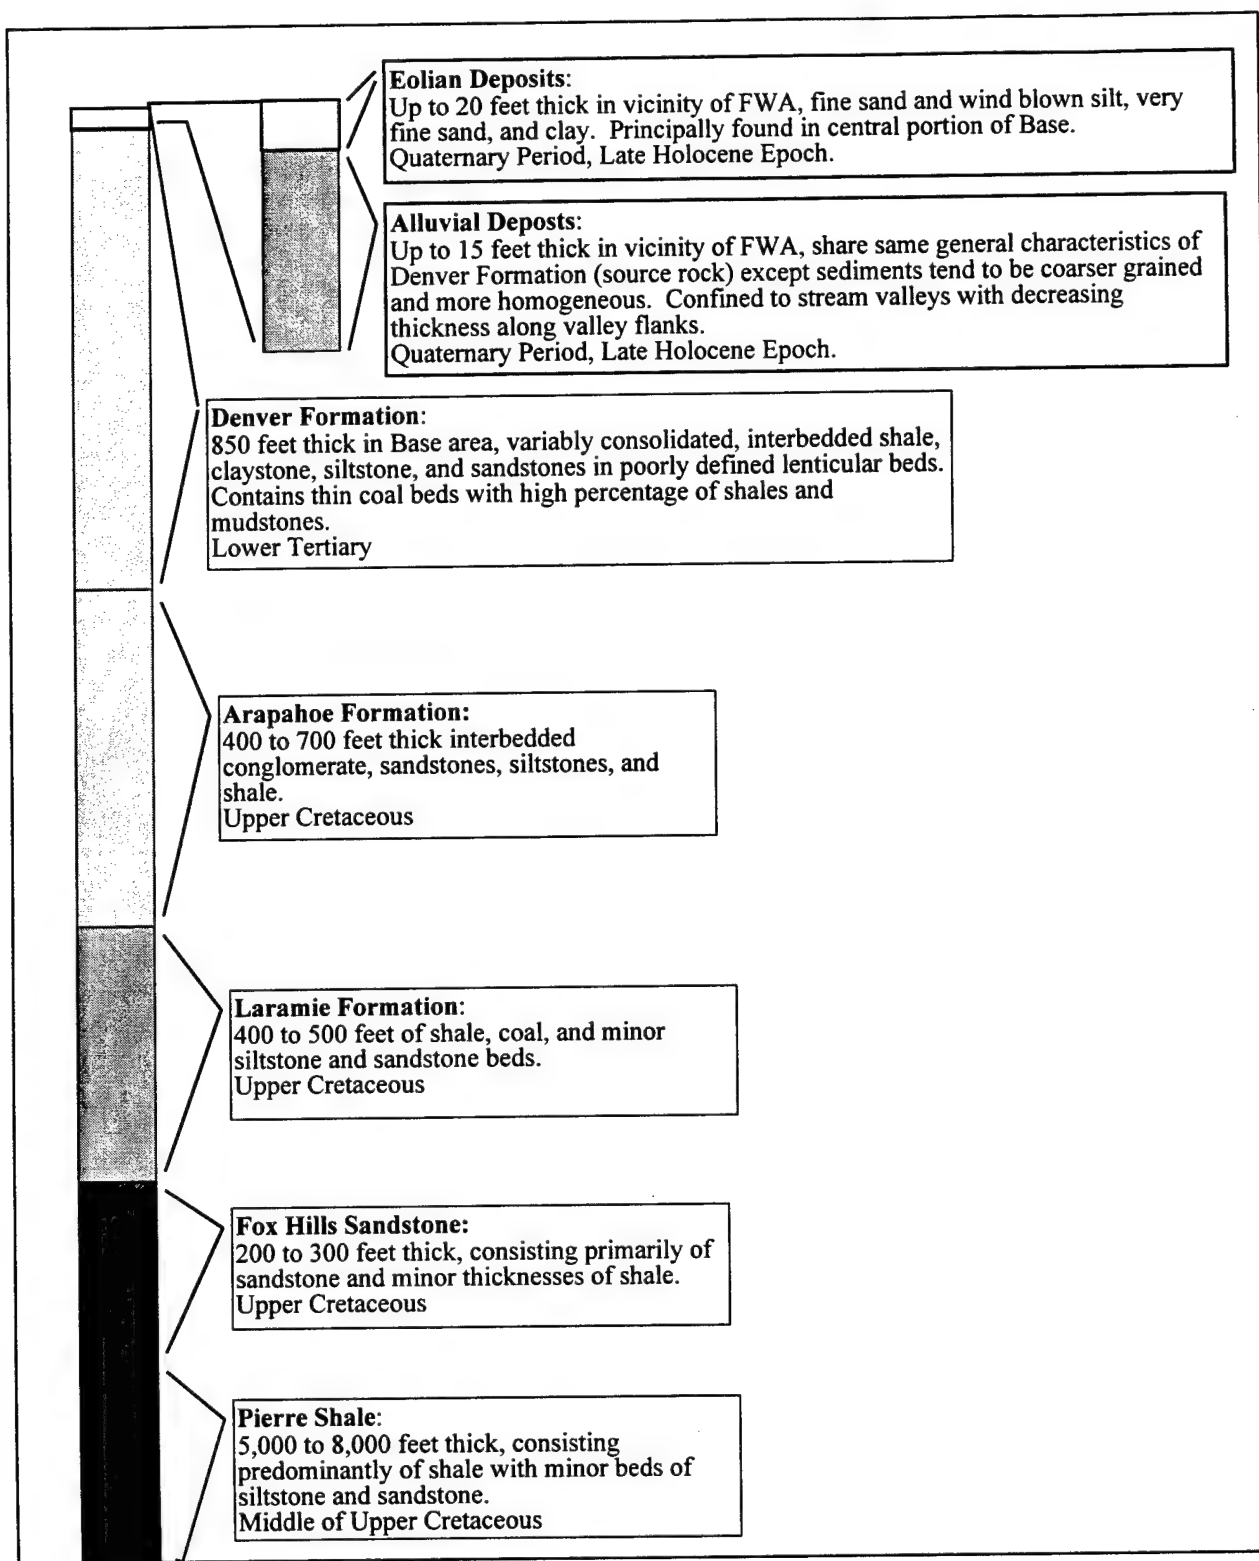 Eolian Deposits:
Up to 20 feet thick in vicinity of FWA, fine sand and wind blown silt, very
fine sand, and clay. Principally found in central portion of Base.
Quaternary Period, Late Holocene Epoch.
Alluvial Deposts:
Up to 15 feet thick in vicinity of FWA, share same general characteristics of
Denver Formation (source rock) except sediments tend to be coarser grained
and more homogeneous. Confined to stream valleys with decreasing
thickness along valley flanks.
Quaternary Period, Late Holocene Epoch.
Denver Formation:
850 feet thick in Base area, variably consolidated, interbedded shale,
claystone, siltstone, and sandstones in poorly defined lenticular beds.
Contains thin coal beds with high percentage of shales and
mudstones.
Lower Tertiary
Arapahoe Formation:
400 to 700 feet thick interbedded
conglomerate, sandstones, siltstones, and
shale.
Upper Cretaceous
Laramie Formation:
400 to 500 feet of shale, coal, and minor
siltstone and sandstone beds.
Upper Cretaceous
Fox Hills Sandstone:
200 to 300 feet thick, consisting primarily of
sandstone and minor thicknesses of shale.
Upper Cretaceous
Pierre Shale:
5,000 to 8,000 feet thick, consisting
predominantly of shale with minor beds of
siltstone and sandstone.
Middle of Upper Cretaceous